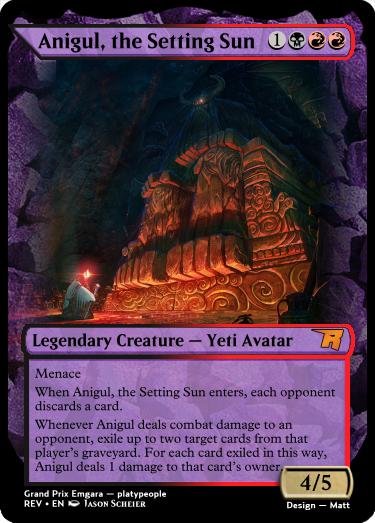 Anigul, the Setting Sun 1
Legendary Creature — Yeti Avatar
Menace
When Anigul, the Setting Sun enters, each opponent
discards a card.
Whenever Anigul deals combat damage to an
opponent, exile up to two target cards from that
player's graveyard. For each card exiled in this way,
Anigul deals 1 damage to that card's owner.
4/5
Grand Prix Emgara — platypeople
REV • EN Jason Scheier
Design — Matt